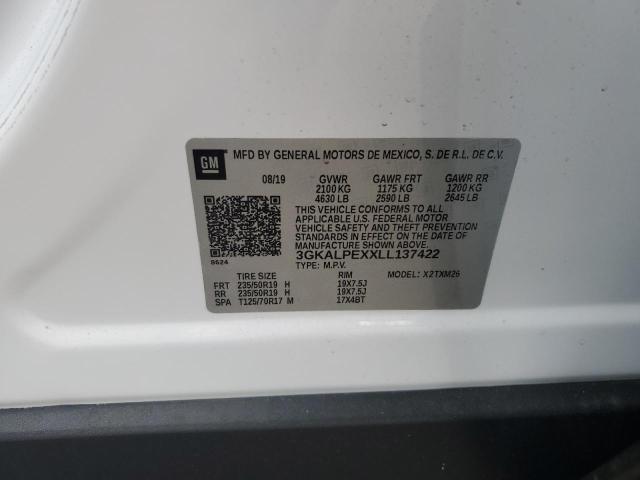 GM
MFD BY GENERAL MOTORS DE MEXICO, S. DE R.L. DE C.V.
08/19 GVWR GAWR FRT GAWR RR
2100 KG 1175 KG 1200 KG
4630 LB 2590 LB 2645 LB
THIS VEHICLE CONFORMS TO ALL
APPLICABLE U.S. FEDERAL MOTOR
VEHICLE SAFETY AND THEFT PREVENTION
STANDARDS IN EFFECT ON THE DATE OF
MANUFACTURE SHOWN ABOVE.
3GKALPEXXLL137422
8624
TYPE: M.P.V. MODEL: X2TXM26
TIRE SIZE RIM
FRT 235/50R19 H 19X7.5J
RR 235/50R19 H 19X7.5J
SPA T125/70R17 M 17X4BT